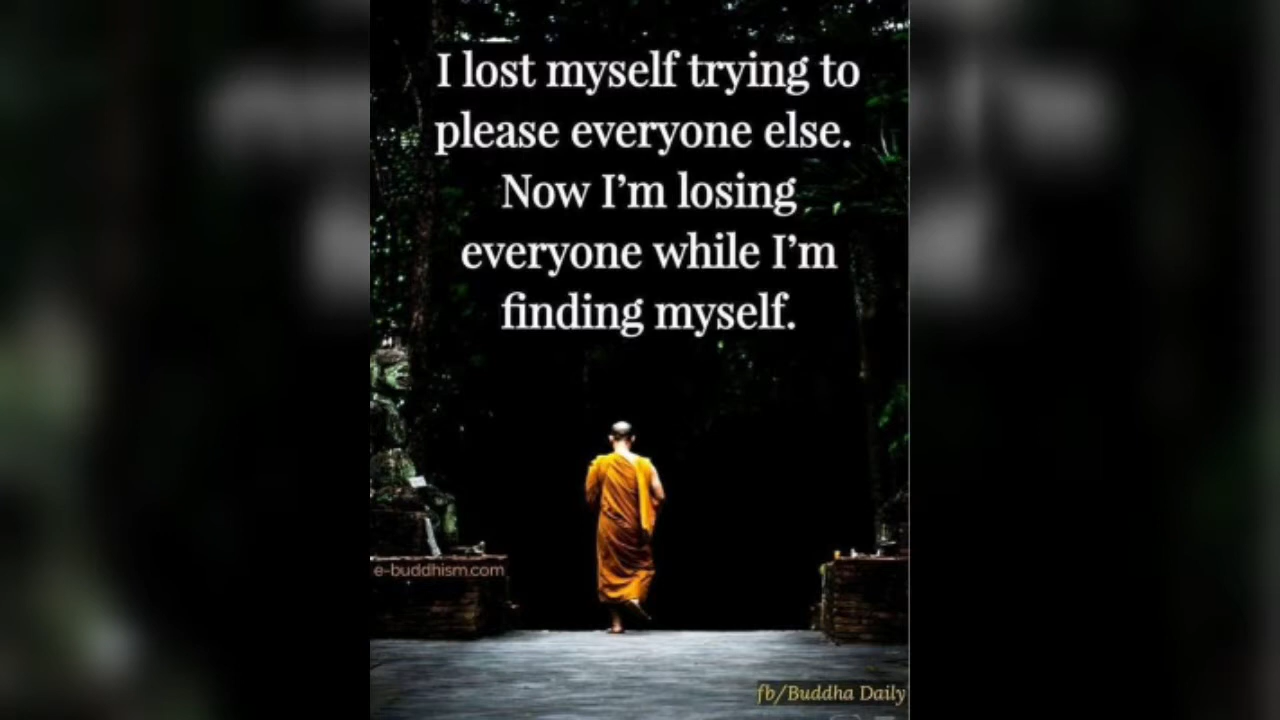 I lost myself trying to
please everyone else.
Now I’m losing
everyone while I’m
finding myself.
e-buddhism.com
fb/Buddha Daily